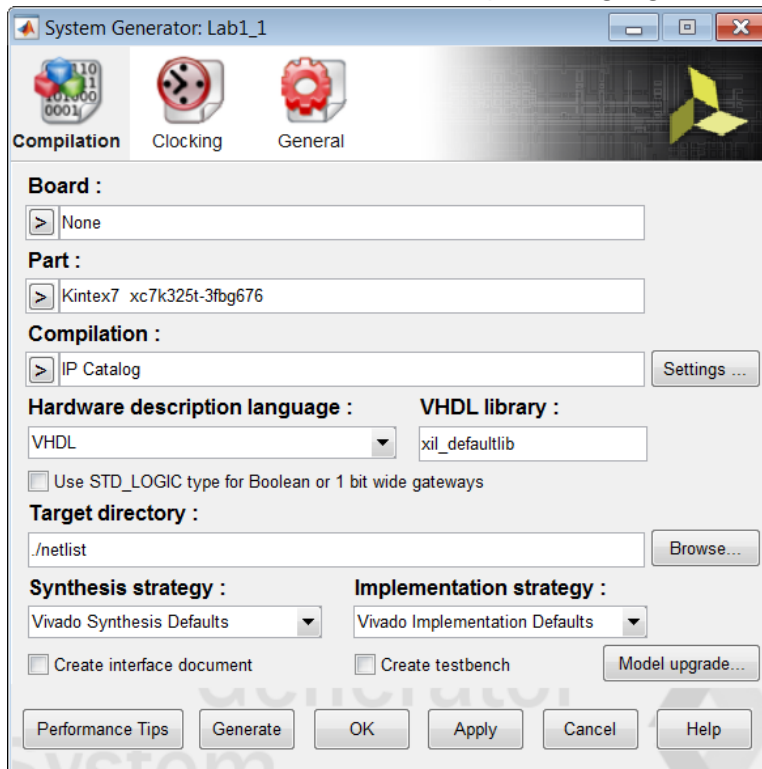 System Generator: Lab1_1
Compilation Clocking General
Board :
> None
Part :
> Kintex7 xc7k325t-3fbg676
Compilation :
> IP Catalog Settings ...
Hardware description language : VHDL library :
VHDL xil_defaultlib
Use STD_LOGIC type for Boolean or 1 bit wide gateways
Target directory :
./netlist Browse...
Synthesis strategy : Implementation strategy :
Vivado Synthesis Defaults Vivado Implementation Defaults
Create interface document Create testbench Model upgrade...
Performance Tips Generate OK Apply Cancel Help